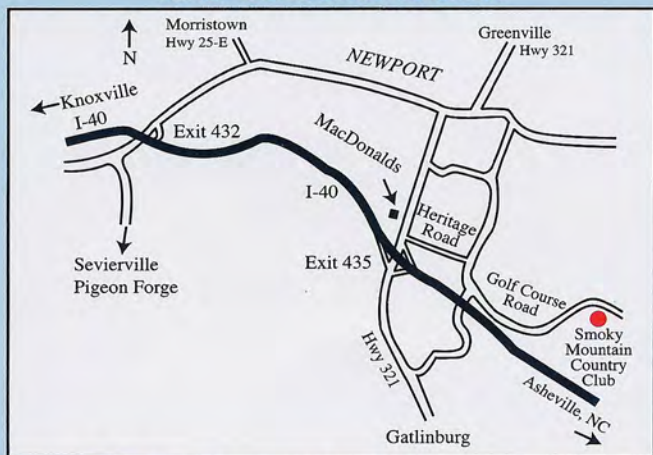 Morristown
Hwy 25-E
Greenville
Hwy 321
N
NEWPORT
Knoxville
I-40
Exit 432
MacDonalds
I-40
Heritage
Road
Exit 435
Sevierville
Pigeon Forge
Golf Course
Road
Smoky
Mountain
Country
Club
Hwy 321
Asheville, NC
Gatlinburg